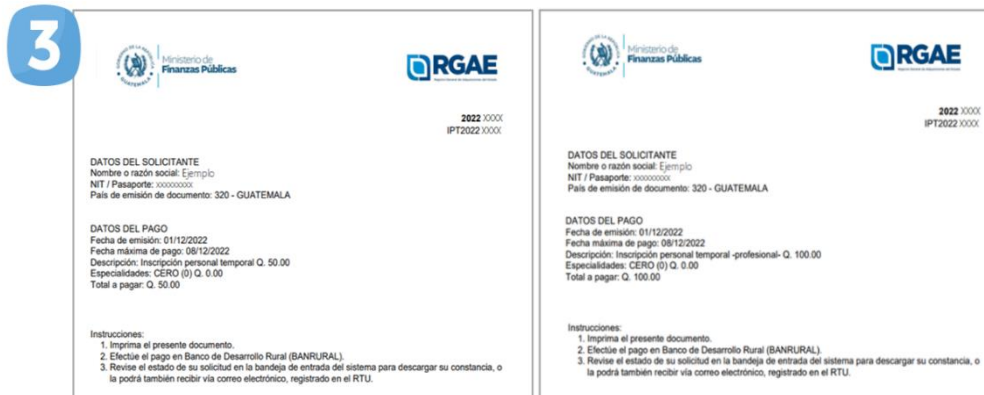 3
Ministerio de
Finanzas Públicas
RGAE
2022 XXXX
IPT2022 XXXX
DATOS DEL SOLICITANTE
Nombre o razón social: Ejemplo
NIT / Pasaporte: xxxxxxxxx
País de emisión de documento: 320 - GUATEMALA
DATOS DEL PAGO
Fecha de emisión: 01/12/2022
Fecha máxima de pago: 08/12/2022
Descripción: Inscripción personal temporal Q. 50.00
Especialidades: CERO (0) Q. 0.00
Total a pagar: Q. 50.00
Instrucciones:
1. Imprima el presente documento.
2. Efectúe el pago en Banco de Desarrollo Rural (BANRURAL).
3. Revise el estado de su solicitud en la bandeja de entrada del sistema para descargar su constancia, o
la podrá también recibir vía correo electrónico, registrado en el RTU.
Ministerio de
Finanzas Públicas
RGAE
2022 XXXX
IPT2022 XXXX
DATOS DEL SOLICITANTE
Nombre o razón social: Ejemplo
NIT / Pasaporte: xxxxxxxxx
País de emisión de documento: 320 - GUATEMALA
DATOS DEL PAGO
Fecha de emisión: 01/12/2022
Fecha máxima de pago: 08/12/2022
Descripción: Inscripción personal temporal -profesional- Q. 100.00
Especialidades: CERO (0) Q. 0.00
Total a pagar: Q. 100.00
Instrucciones:
1. Imprima el presente documento.
2. Efectúe el pago en Banco de Desarrollo Rural (BANRURAL).
3. Revise el estado de su solicitud en la bandeja de entrada del sistema para descargar su constancia, o
la podrá también recibir vía correo electrónico, registrado en el RTU.